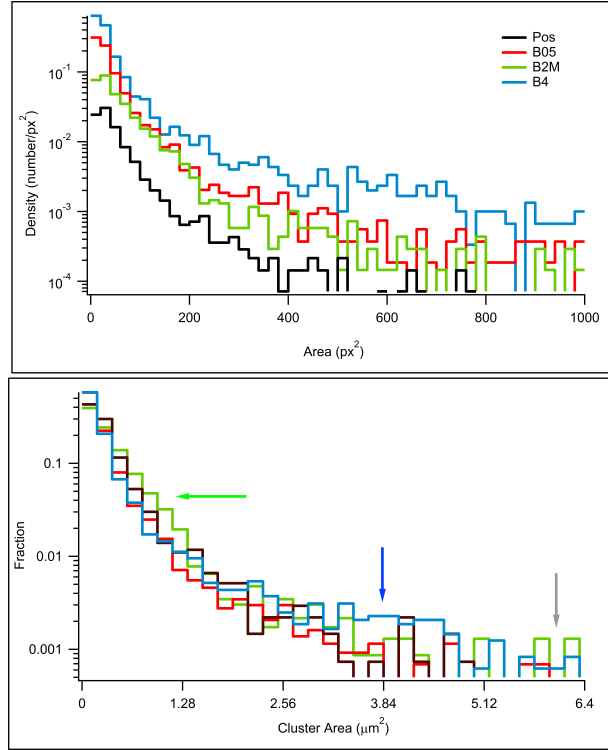 Density (number/px²)
10⁻¹
10⁻²
10⁻³
10⁻⁴
Pos
B05
B2M
B4
0
200
400
600
800
1000
Area (px²)
Fraction
0.1
0.01
0.001
0
1.28
2.56
3.84
5.12
6.4
Cluster Area (μm²)